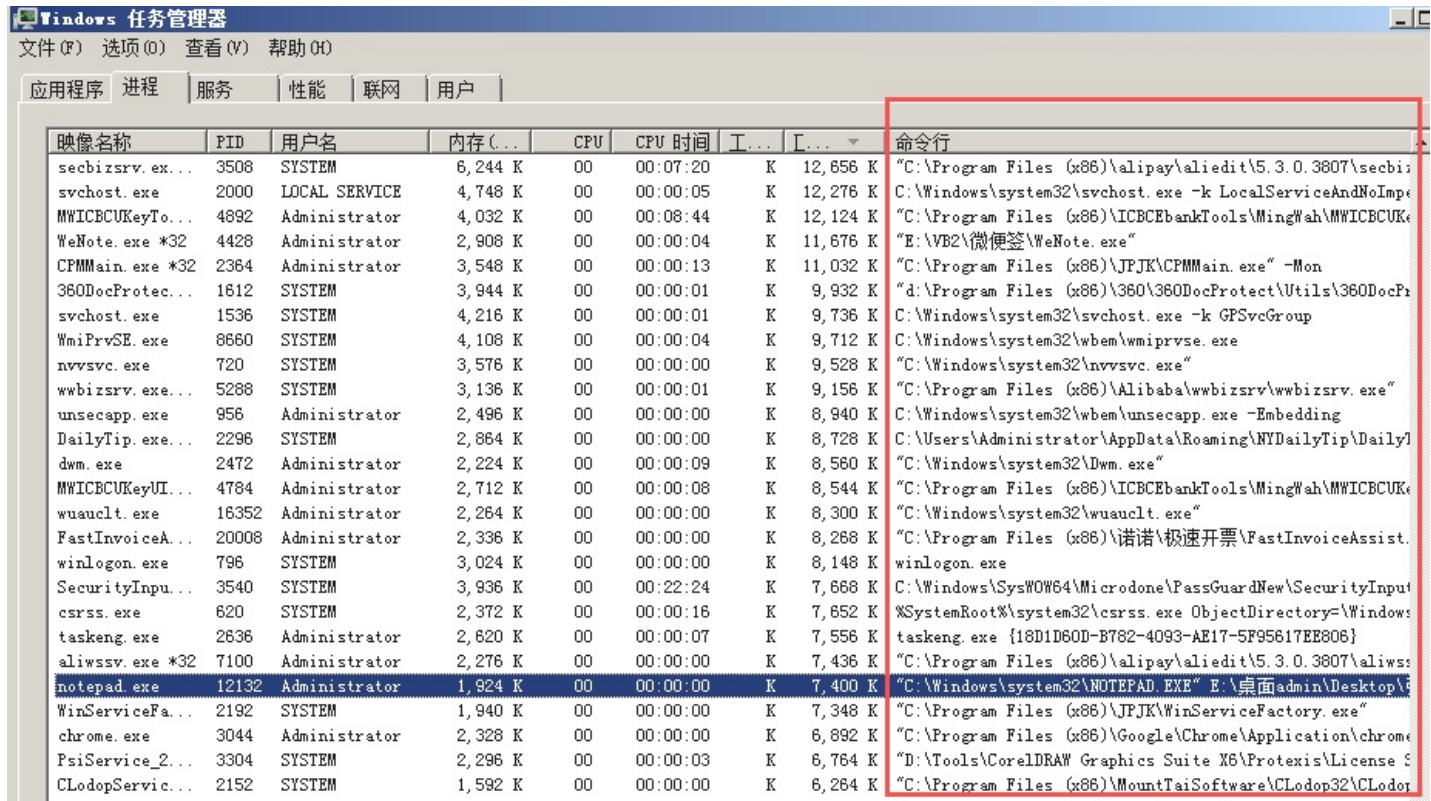 Windows 任务管理器
文件(F) 选项(O) 查看(V) 帮助(H)
应用程序 进程 服务 性能 联网 用户
映像名称 PID 用户名 内存(... CPU CPU 时间 工... 工... 命令行
secbizsrv.ex... 3508 SYSTEM 6,244 K 00 00:07:20 K 12,656 K "C:\Program Files (x86)\alipay\aliedit\5.3.0.3807\secbiz
svchost.exe 2000 LOCAL SERVICE 4,748 K 00 00:00:05 K 12,276 K C:\Windows\system32\svchost.exe -k LocalServiceAndNoImpe
MWICBCUKeyTo... 4892 Administrator 4,032 K 00 00:08:44 K 12,124 K "C:\Program Files (x86)\ICBCEbankTools\MingWah\MWICBCUKe
WeNote.exe *32 4428 Administrator 2,908 K 00 00:00:04 K 11,676 K "E:\VB2\微便签\WeNote.exe"
CPMMain.exe *32 2364 Administrator 3,548 K 00 00:00:13 K 11,032 K "C:\Program Files (x86)\JPJK\CPMMain.exe" -Mon
360DocProtec... 1612 SYSTEM 3,944 K 00 00:00:01 K 9,932 K "d:\Program Files (x86)\360\360DocProtect\Utils\360DocPr
svchost.exe 1536 SYSTEM 4,216 K 00 00:00:01 K 9,736 K C:\Windows\system32\svchost.exe -k GPSvcGroup
WmiPrvSE.exe 8660 SYSTEM 4,108 K 00 00:00:04 K 9,712 K C:\Windows\system32\wbem\wmiprvse.exe
nvvsvc.exe 720 SYSTEM 3,576 K 00 00:00:00 K 9,528 K "C:\Windows\system32\nvvsvc.exe"
wwbizsrv.exe... 5288 SYSTEM 3,136 K 00 00:00:01 K 9,156 K "C:\Program Files (x86)\Alibaba\wwbizsrv\wwbizsrv.exe"
unsecapp.exe 956 Administrator 2,496 K 00 00:00:00 K 8,940 K C:\Windows\system32\wbem\unsecapp.exe -Embedding
DailyTip.exe... 2296 SYSTEM 2,864 K 00 00:00:00 K 8,728 K C:\Users\Administrator\AppData\Roaming\NYDailyTip\DailyT
dwm.exe 2472 Administrator 2,224 K 00 00:00:09 K 8,560 K "C:\Windows\system32\Dwm.exe"
MWICBCUKeyUI... 4784 Administrator 2,712 K 00 00:00:08 K 8,544 K "C:\Program Files (x86)\ICBCEbankTools\MingWah\MWICBCUKe
wuauclt.exe 16352 Administrator 2,264 K 00 00:00:00 K 8,300 K "C:\Windows\system32\wuauclt.exe"
FastInvoiceA... 20008 Administrator 2,336 K 00 00:00:00 K 8,268 K "C:\Program Files (x86)\诺诺\极速开票\FastInvoiceAssist.
winlogon.exe 796 SYSTEM 3,024 K 00 00:00:00 K 8,148 K winlogon.exe
SecurityInpu... 3540 SYSTEM 3,936 K 00 00:22:24 K 7,668 K C:\Windows\SysWOW64\Microdone\PassGuardNew\SecurityInput
csrss.exe 620 SYSTEM 2,372 K 00 00:00:16 K 7,652 K %SystemRoot%\system32\csrss.exe ObjectDirectory=\Windows
taskeng.exe 2636 Administrator 2,620 K 00 00:00:07 K 7,556 K taskeng.exe {18D1D60D-B782-4093-AE17-5F95617EE806}
aliwssv.exe *32 7100 Administrator 2,276 K 00 00:00:00 K 7,436 K "C:\Program Files (x86)\alipay\aliedit\5.3.0.3807\aliwss
notepad.exe 12132 Administrator 1,924 K 00 00:00:00 K 7,400 K "C:\Windows\system32\NOTEPAD.EXE" E:\桌面admin\Desktop\
WinServiceFa... 2192 SYSTEM 1,940 K 00 00:00:00 K 7,348 K "C:\Program Files (x86)\JPJK\WinServiceFactory.exe"
chrome.exe 3044 Administrator 2,328 K 00 00:00:00 K 6,892 K "C:\Program Files (x86)\Google\Chrome\Application\chrome
PsiService_2... 3304 SYSTEM 2,296 K 00 00:00:03 K 6,764 K "D:\Tools\CorelDRAW Graphics Suite X6\Protexis\License S
CLodopServic... 2152 SYSTEM 1,592 K 00 00:00:00 K 6,264 K "C:\Program Files (x86)\MountTaiSoftware\CLodop32\CLodop